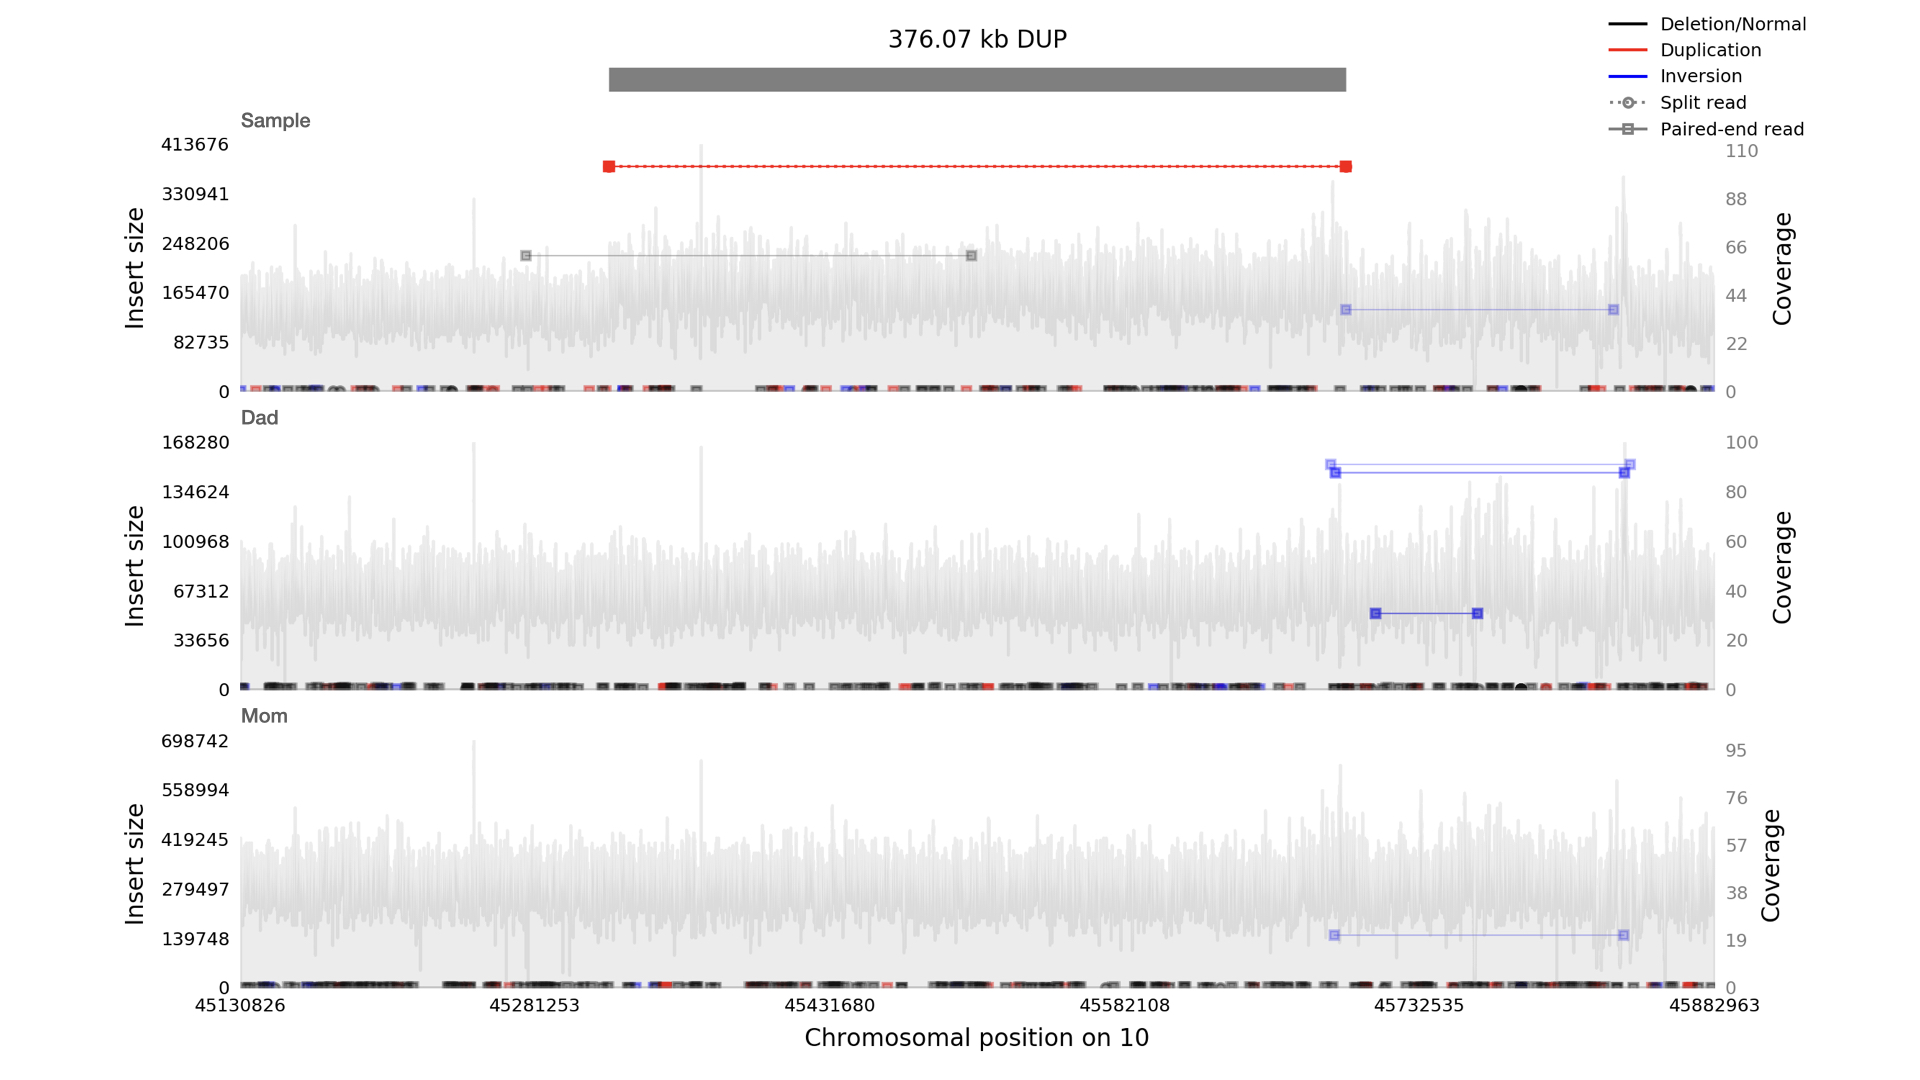 376.07 kb DUP
Deletion/Normal
Duplication
Inversion
Split read
Paired-end read
Sample
Insert size
413676
330941
248206
165470
82735
0
110
88
66
44
22
0
Coverage
Dad
Insert size
168280
134624
100968
67312
33656
0
100
80
60
40
20
0
Coverage
Mom
Insert size
698742
558994
419245
279497
139748
0
95
76
57
38
19
0
Coverage
45130826 45281253 45431680 45582108 45732535 45882963
Chromosomal position on 10